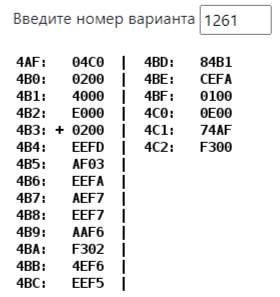 Введите номер варианта 1261
4AF: 04C0 | 4BD: 84B1
4B0: 0200 | 4BE: CEFA
4B1: 4000 | 4BF: 0100
4B2: E000 | 4C0: 0E00
4B3: + 0200 | 4C1: 74AF
4B4: EEFD | 4C2: F300
4B5: AF03 |
4B6: EEFA |
4B7: AEF7 |
4B8: EEF7 |
4B9: AAF6 |
4BA: F302 |
4BB: 4EF6 |
4BC: EEF5 |